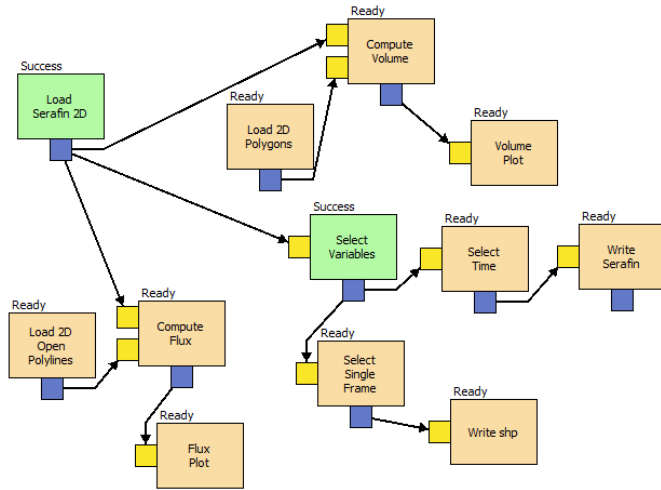 Ready
Compute
Volume
Success
Load
Serafin 2D
Ready
Load 2D
Polygons
Ready
Volume
Plot
Success
Select
Variables
Ready
Select
Time
Ready
Write
Serafin
Ready
Load 2D
Open
Polylines
Ready
Compute
Flux
Ready
Select
Single
Frame
Ready
Write shp
Ready
Flux
Plot